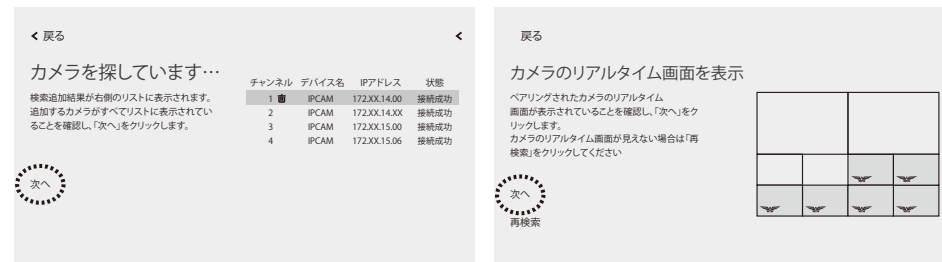 戻る
カメラを探しています…
検索追加結果が右側のリストに表示されます。
追加するカメラがすべてリストに表示されてい
ることを確認し、「次へ」をクリックします。
次へ
チャンネル デバイス名 IPアドレス 状態
1 IPCAM 172.XX.14.00 接続成功
2 IPCAM 172.XX.14.XX 接続成功
3 IPCAM 172.XX.15.00 接続成功
4 IPCAM 172.XX.15.06 接続成功
戻る
カメラのリアルタイム画面を表示
ペアリングされたカメラのリアルタイム
画面が表示されていることを確認し、「次へ」をク
リックします。
カメラのリアルタイム画面が見えない場合は「再
検索」をクリックしてください
次へ
再検索